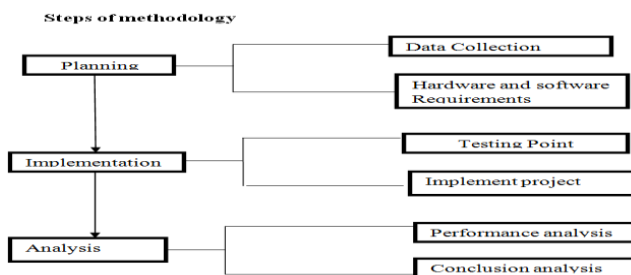 Steps of methodology
Data Collection
Planning
Hardware and software
Requirements
Testing Point
Implementation
Implement project
Performance analysis
Analysis
Conclusion analysis